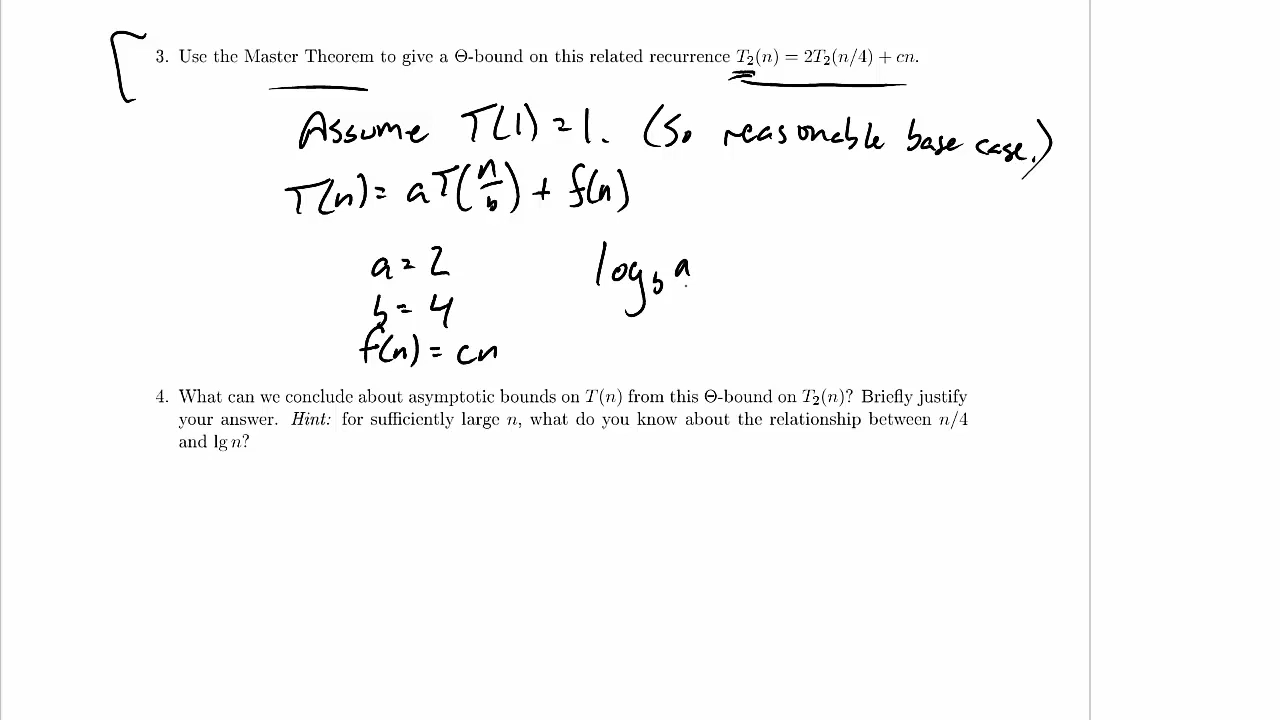 3. Use the Master Theorem to give a Θ-bound on this related recurrence T₂(n) = 2T₂(n/4) + cn.
Assume T(1) = 1. (So reasonable base case.)
T(n) = aT(n/b) + f(n)
a = 2
log_b a
b = 4
f(n) = cn
4. What can we conclude about asymptotic bounds on T(n) from this Θ-bound on T₂(n)? Briefly justify
your answer. Hint: for sufficiently large n, what do you know about the relationship between n/4
and lg n?